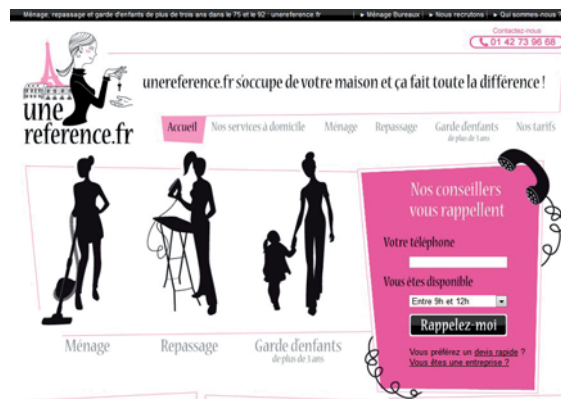 Ménage, repassage et garde d'enfants de plus de trois ans dans le 75 et le 92 : unereference.fr
► Ménage Bureaux | ► Nous recrutons | ► Qui sommes-nous ?
Contactez-nous
01 42 73 96 68
une
reference.fr
unereference.fr s'occupe de votre maison et ça fait toute la différence !
Accueil Nos services à domicile Ménage Repassage Garde d'enfants Nos tarifs
de plus de 3 ans
Nos conseillers
vous rappellent
Votre téléphone
Vous êtes disponible
Entre 9h et 12h
Rappelez-moi
Vous préférez un devis rapide ?
Vous êtes une entreprise ?
Ménage Repassage Garde d'enfants
de plus de 3 ans